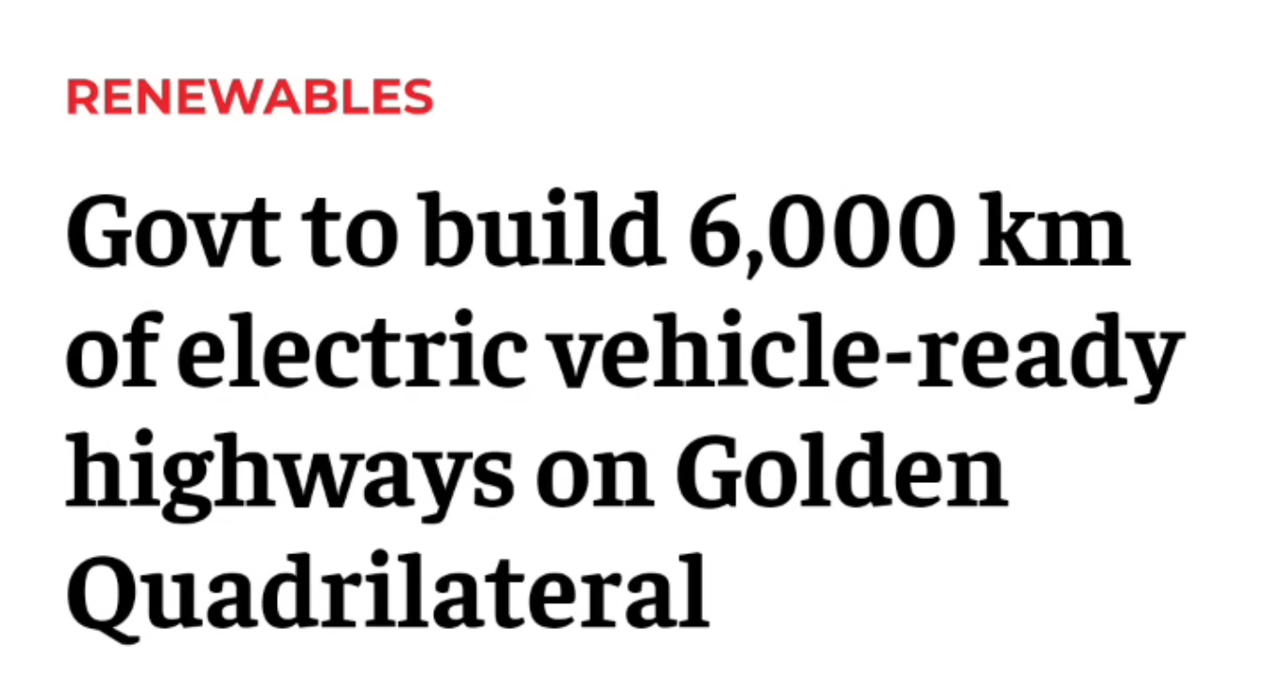 RENEWABLES
Govt to build 6,000 km
of electric vehicle-ready
highways on Golden
Quadrilateral